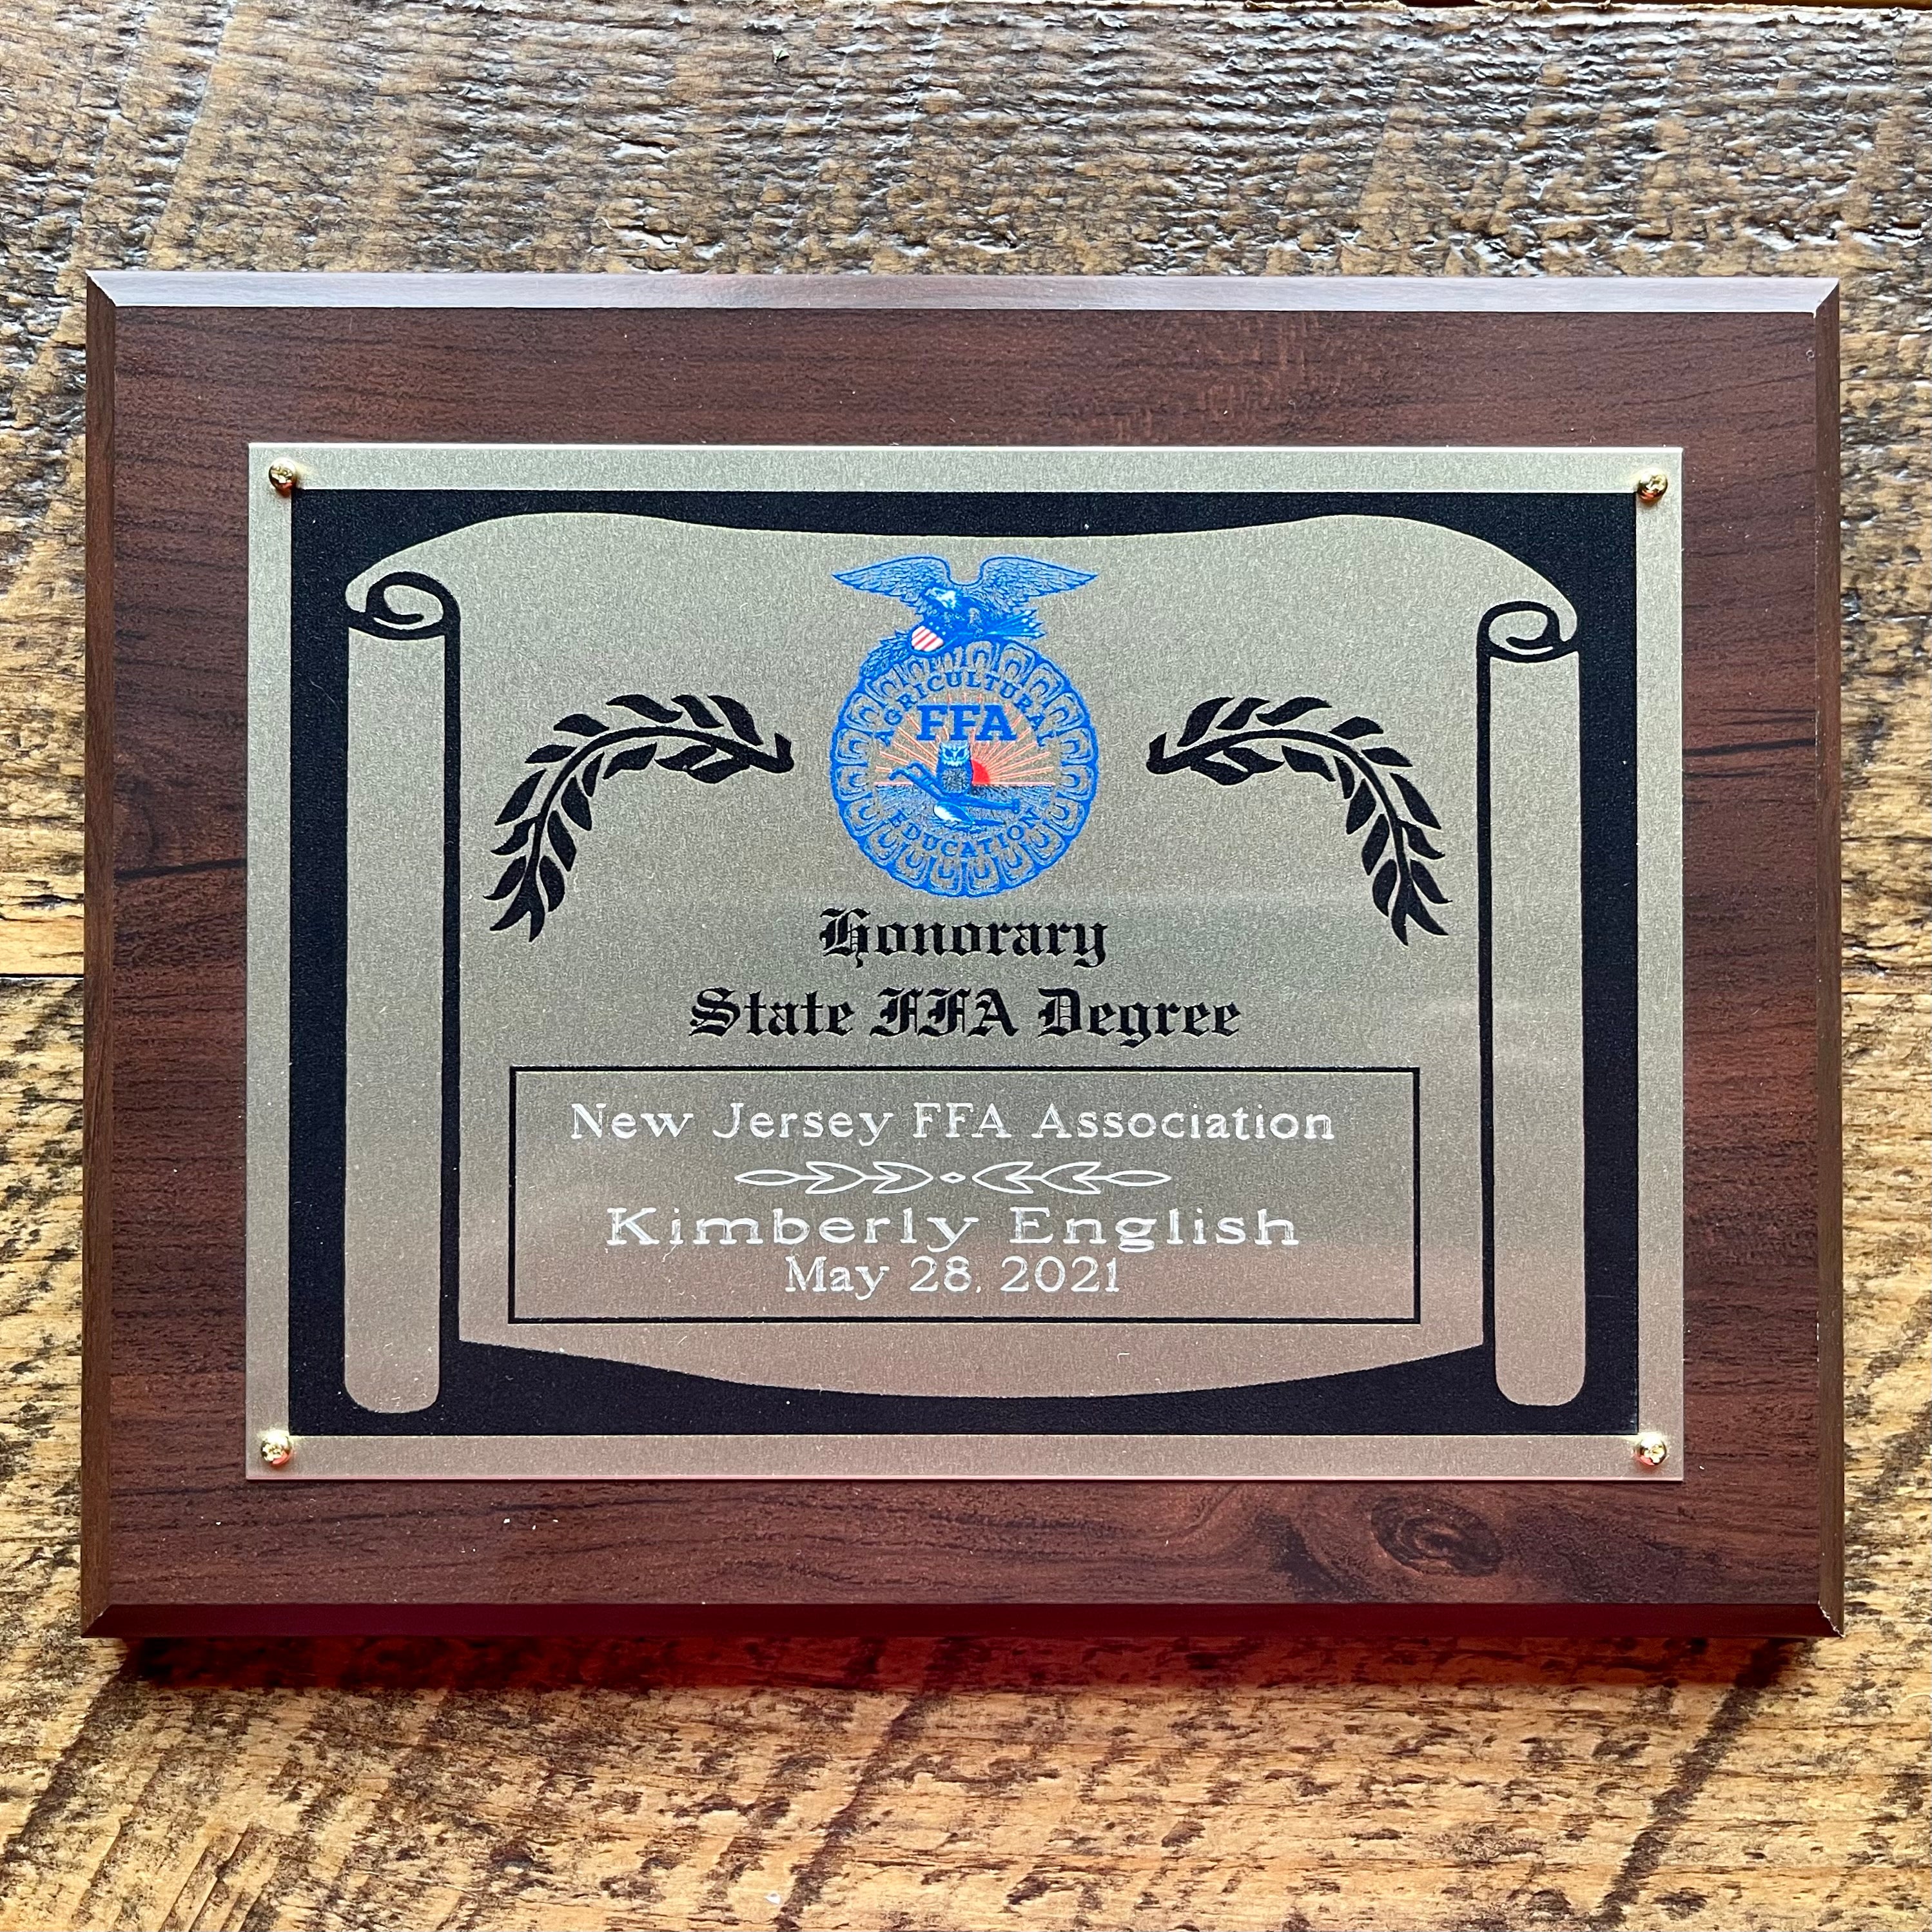 AGRICULTURAL
FFA
EDUCATION
Honorary
State FFA Degree
New Jersey FFA Association
Kimberly English
May 28, 2021